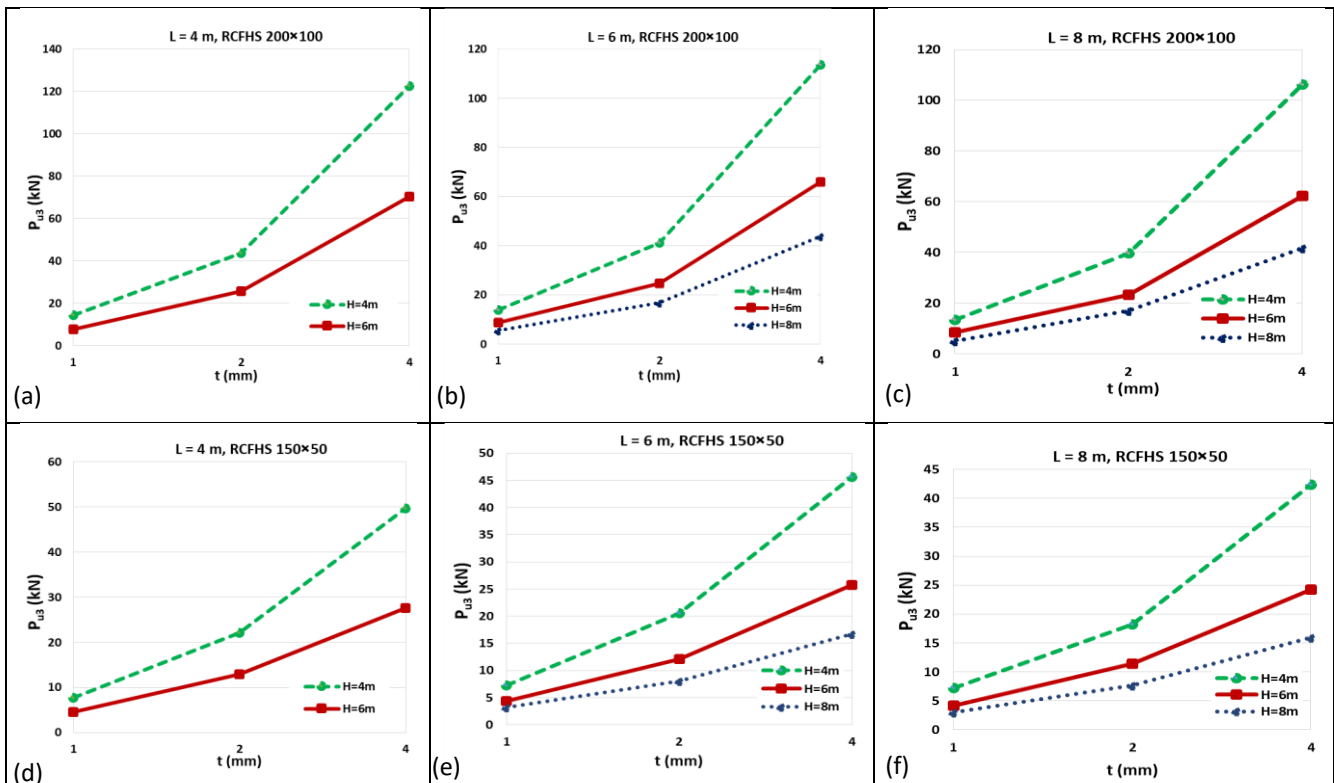 L = 4 m, RCFHS 200×100
140
120
100
80
60
40
20
0
P_u3 (kN)
H=4m
H=6m
1 2 4
t (mm)
(a)
L = 6 m, RCFHS 200×100
120
100
80
60
40
20
0
P_u3 (kN)
H=4m
H=6m
H=8m
1 2 4
t (mm)
(b)
L = 8 m, RCFHS 200×100
120
100
80
60
40
20
0
P_u3 (kN)
H=4m
H=6m
H=8m
1 2 4
t (mm)
(c)
L = 4 m, RCFHS 150×50
60
50
40
30
20
10
0
P_u3 (kN)
H=4m
H=6m
1 2 4
t (mm)
(d)
L = 6 m, RCFHS 150×50
50
45
40
35
30
25
20
15
10
5
0
P_u3 (kN)
H=4m
H=6m
H=8m
1 2 4
t (mm)
(e)
L = 8 m, RCFHS 150×50
45
40
35
30
25
20
15
10
5
0
P_u3 (kN)
H=4m
H=6m
H=8m
1 2 4
t (mm)
(f)